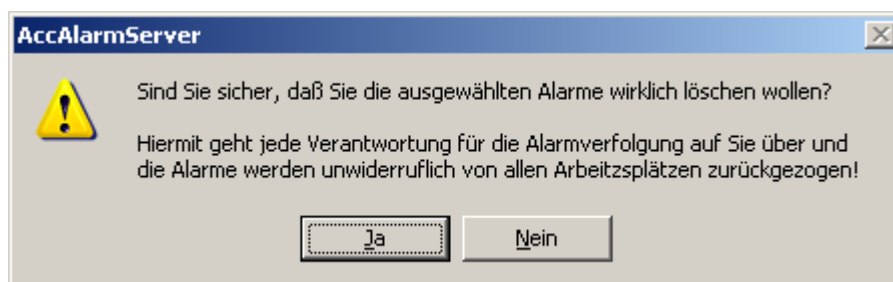 AccAlarmServer
Sind Sie sicher, daß Sie die ausgewählten Alarme wirklich löschen wollen?
Hiermit geht jede Verantwortung für die Alarmverfolgung auf Sie über und
die Alarme werden unwiderruflich von allen Arbeitsplätzen zurückgezogen!
Ja
Nein